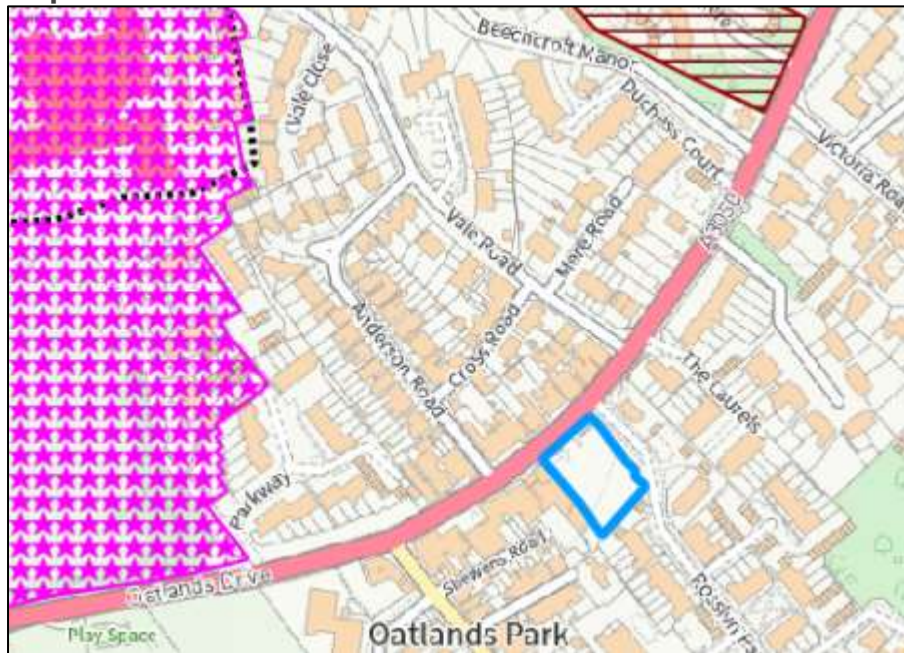 Beechcroft Manor
Vale Close
Duchess Court
Victoria Road
A3050
Vale Road
More Road
Cross Road
Anderson Road
The Laurels
Parkway
Oatlands Drive
Play Space
Oatlands Park